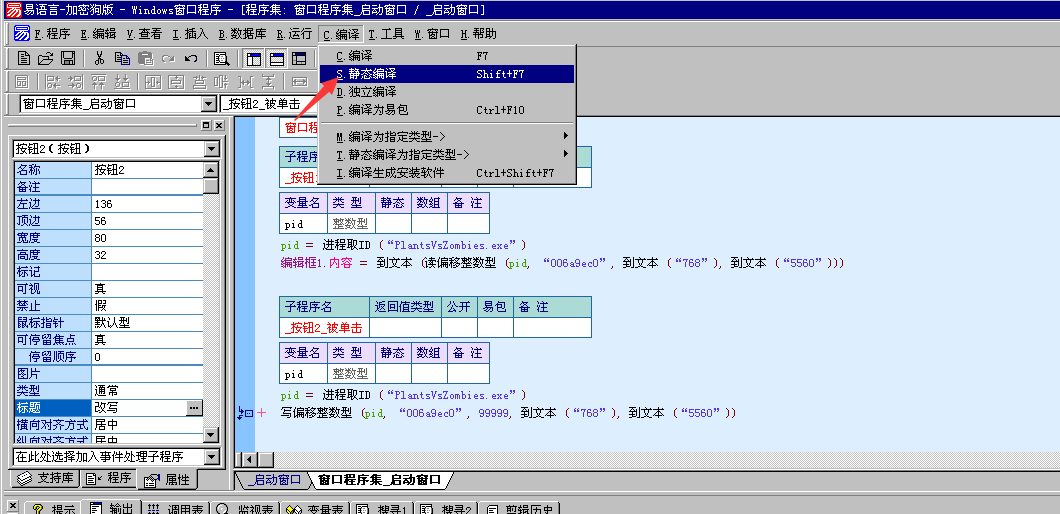 易语言-加密狗版 - Windows窗口程序 - [程序集: 窗口程序集_启动窗口 / _启动窗口]
F.程序 E.编辑 V.查看 I.插入 B.数据库 R.运行 C.编译 T.工具 W.窗口 H.帮助
C.编译 F7
S.静态编译 Shift+F7
D.独立编译
P.编译为易包 Ctrl+F10
M.编译为指定类型->
T.静态编译为指定类型->
I.编译生成安装软件 Ctrl+Shift+F7
窗口程序集_启动窗口 _按钮2_被单击
按钮2（按钮）
名称 按钮2
备注
左边 136
顶边 56
宽度 80
高度 32
标记
可视 真
禁止 假
鼠标指针 默认型
可停留焦点 真
停留顺序 0
图片
类型 通常
标题 改写 ...
横向对齐方式 居中
纵向对齐方式 居中
在此处选择加入事件处理子程序
支持库 程序 属性
窗口程
子程序
_按钮
变量名 类 型 静态 数组 备 注
pid 整数型
pid = 进程取ID (“PlantsVsZombies.exe”)
编辑框1.内容 = 到文本 (读偏移整数型 (pid, “006a9ec0”, 到文本 (“768”), 到文本 (“5560”)))
子程序名 返回值类型 公开 易包 备 注
_按钮2_被单击
变量名 类 型 静态 数组 备 注
pid 整数型
pid = 进程取ID (“PlantsVsZombies.exe”)
写偏移整数型 (pid, “006a9ec0”, 99999, 到文本 (“768”), 到文本 (“5560”))
_启动窗口 窗口程序集_启动窗口
提示 输出 调用表 监视表 变量表 搜寻1 搜寻2 剪辑历史